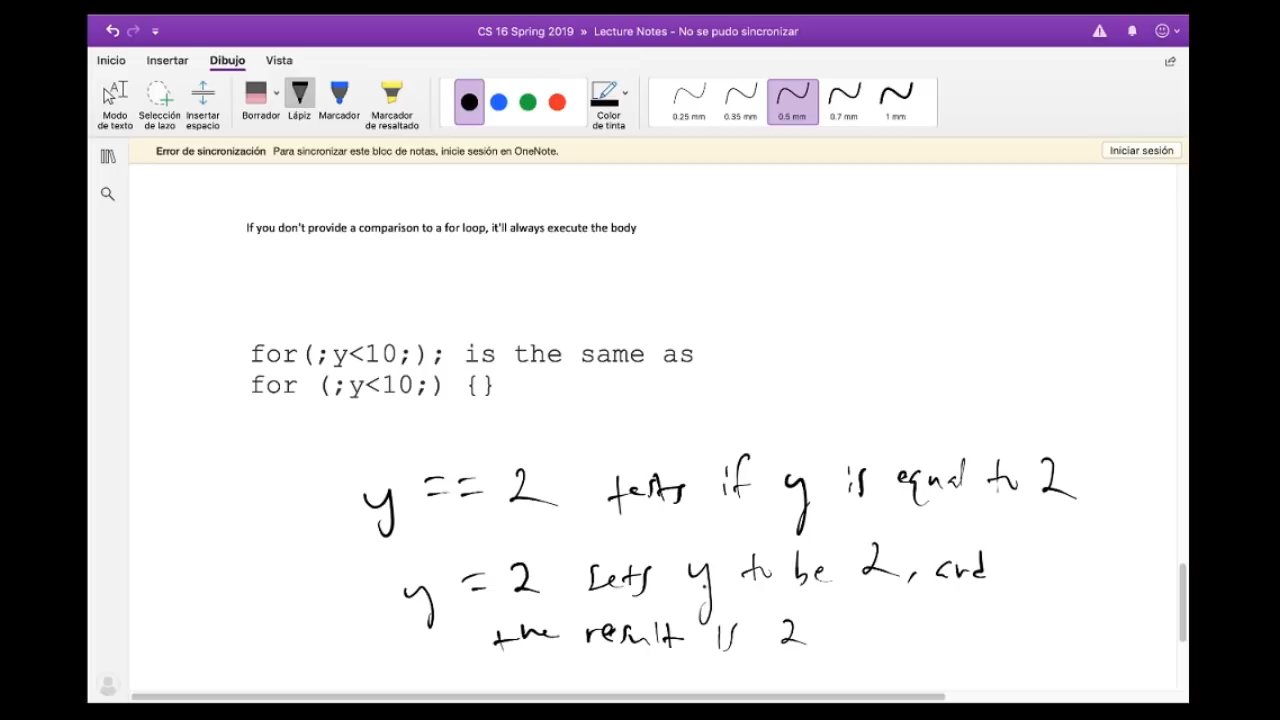 CS 16 Spring 2019 » Lecture Notes - No se pudo sincronizar
Inicio Insertar Dibujo Vista
Modo de texto
Selección de lazo
Insertar espacio
Borrador
Lápiz
Marcador
Marcador de resaltado
Color de tinta
0.25 mm 0.35 mm 0.5 mm 0.7 mm 1 mm
Error de sincronización Para sincronizar este bloc de notas, inicie sesión en OneNote. Iniciar sesión
If you don't provide a comparison to a for loop, it'll always execute the body
for(;y<10;); is the same as
for (;y<10;) {}
y == 2 tests if y is equal to 2
y = 2 sets y to be 2, and
the result is 2